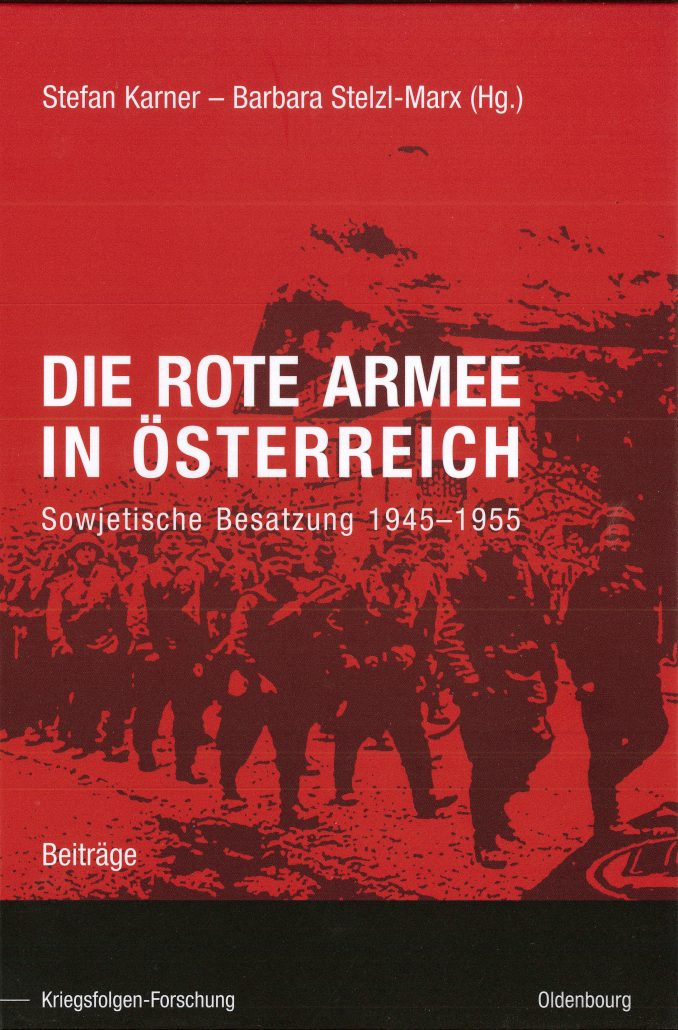 Stefan Karner – Barbara Stelzl-Marx (Hg.)
DIE ROTE ARMEE
IN ÖSTERREICH
Sowjetische Besatzung 1945–1955
Beiträge
Kriegsfolgen-Forschung
Oldenbourg